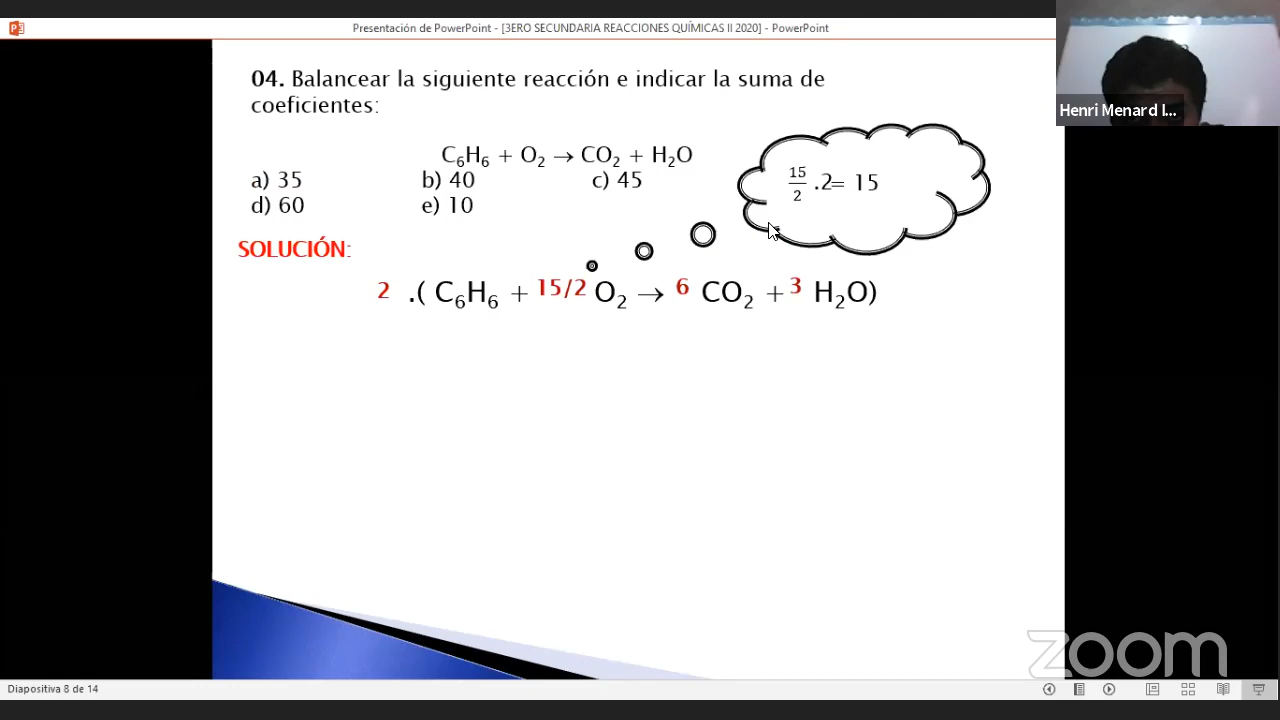 Presentación de PowerPoint - [3ERO SECUNDARIA REACCIONES QUÍMICAS II 2020] - PowerPoint
Henri Menard I...
04. Balancear la siguiente reacción e indicar la suma de
coeficientes:
C₆H₆ + O₂ → CO₂ + H₂O
a) 35 b) 40 c) 45
d) 60 e) 10
15/2 .2= 15
SOLUCIÓN:
2 .( C₆H₆ + 15/2 O₂ → 6 CO₂ + 3 H₂O)
zoom
Diapositiva 8 de 14